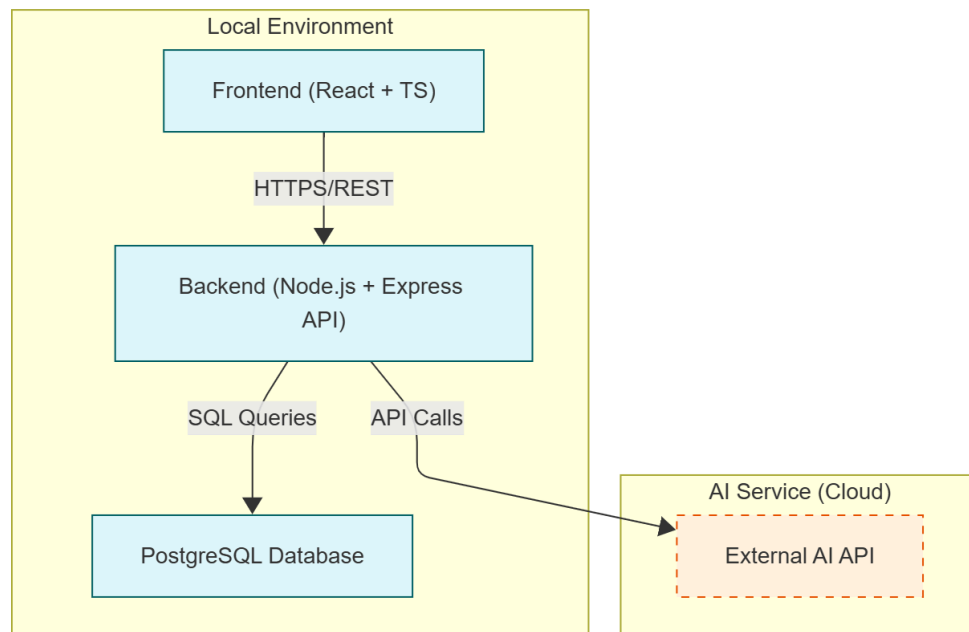 Local Environment
Frontend (React + TS)
HTTPS/REST
Backend (Node.js + Express
API)
SQL Queries
API Calls
AI Service (Cloud)
PostgreSQL Database
External AI API